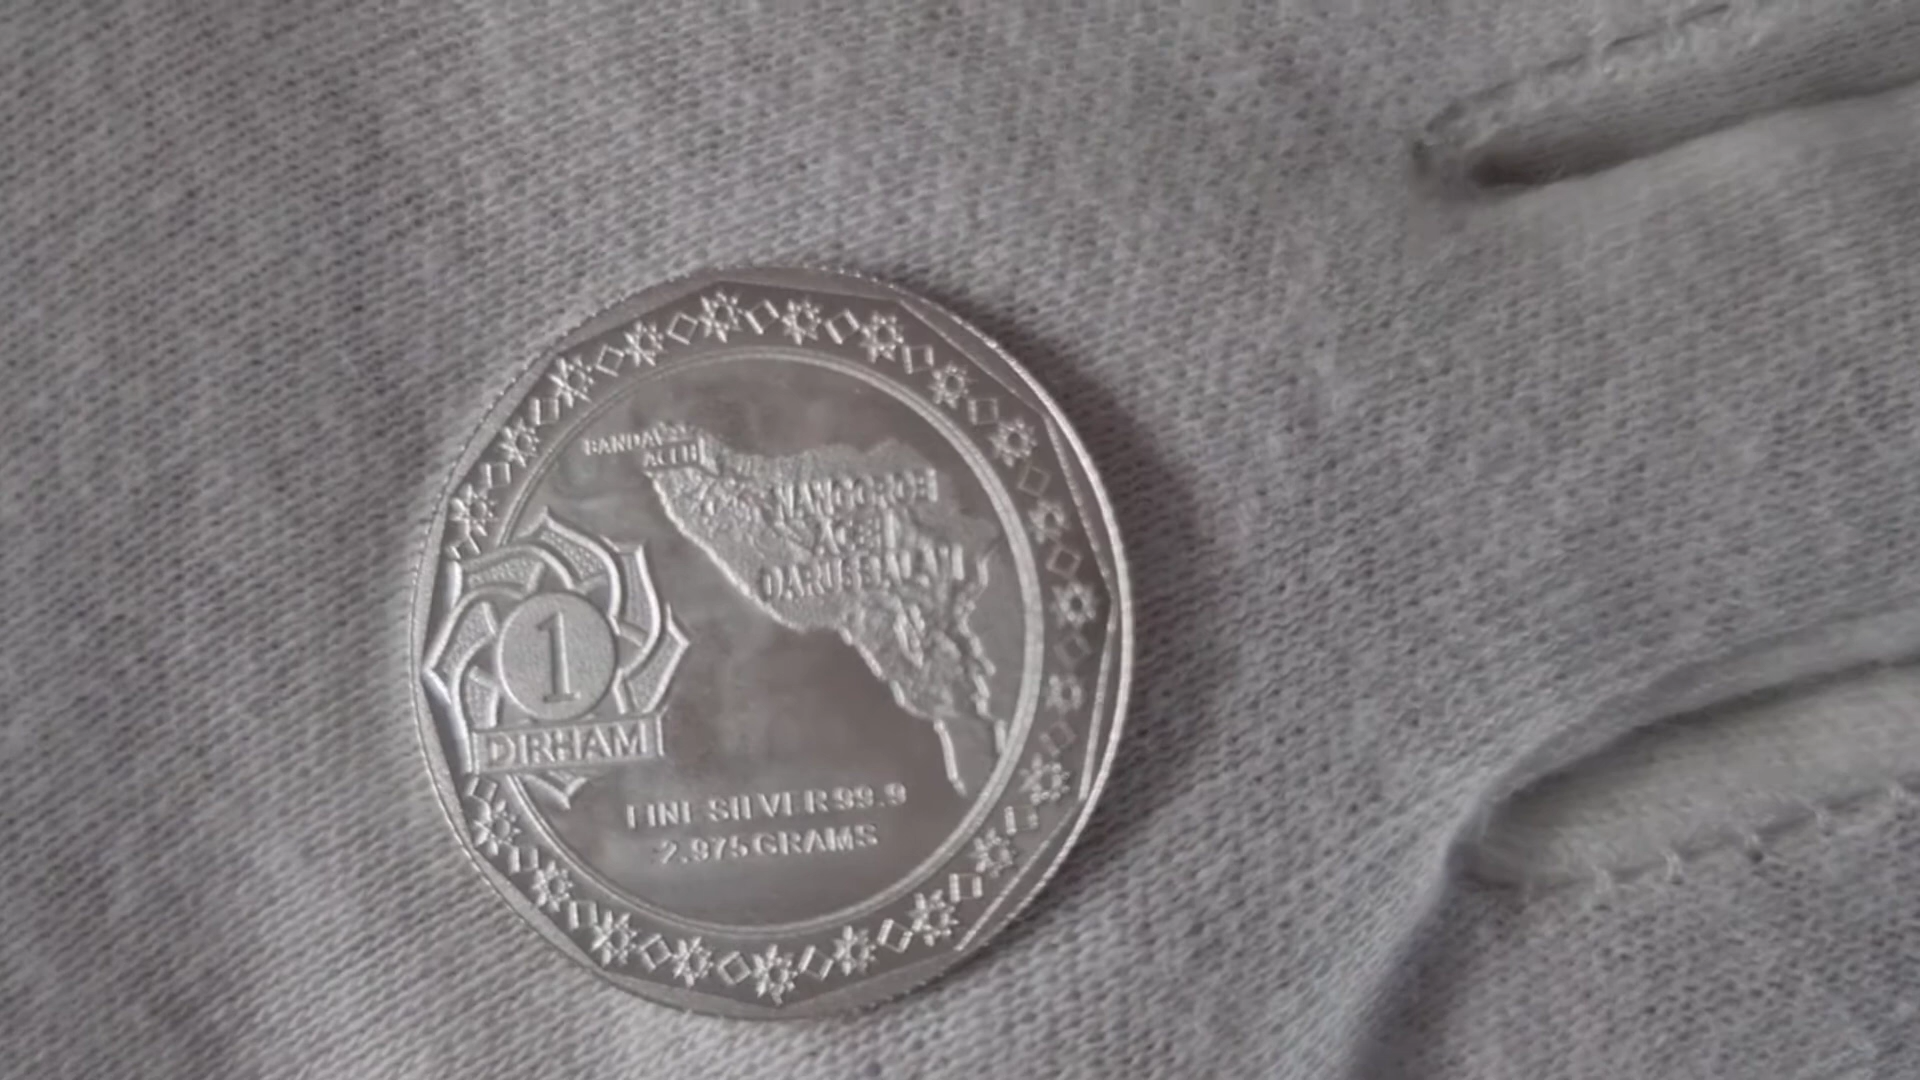 BANDA
ACEH
NANGGROE
ACEH
DARUSSALAM
1
DIRHAM
FINE SILVER 99.9
2.975 GRAMS